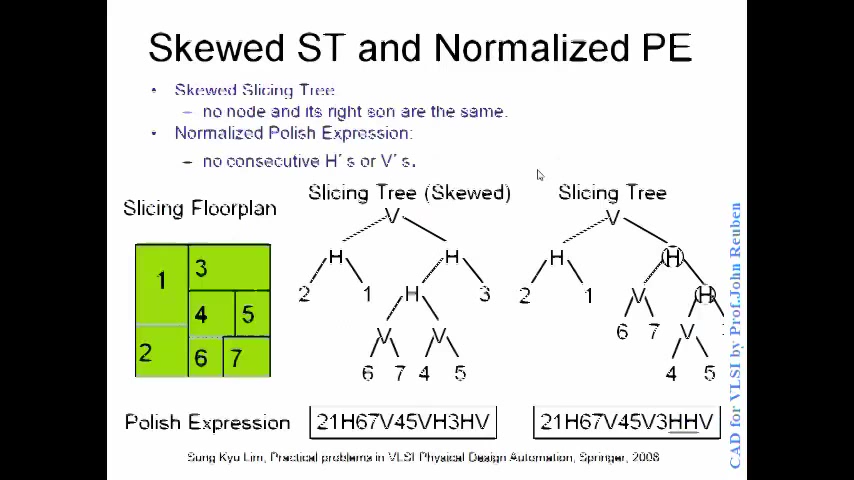 Skewed ST and Normalized PE
• Skewed Slicing Tree
– no node and its right son are the same.
• Normalized Polish Expression:
– no consecutive H´s or V´s.
Slicing Floorplan
1
3
4
5
2
6
7
Slicing Tree (Skewed)
V
H H
2 1 H 3
V V
6 7 4 5
Slicing Tree
V
H H
2 1 V H
6 7 V
4 5
Polish Expression
21H67V45VH3HV
21H67V45V3HHV
Sung Kyu Lim, Practical problems in VLSI Physical Design Automation, Springer, 2008
CAD for VLSI by Prof.John Reuben